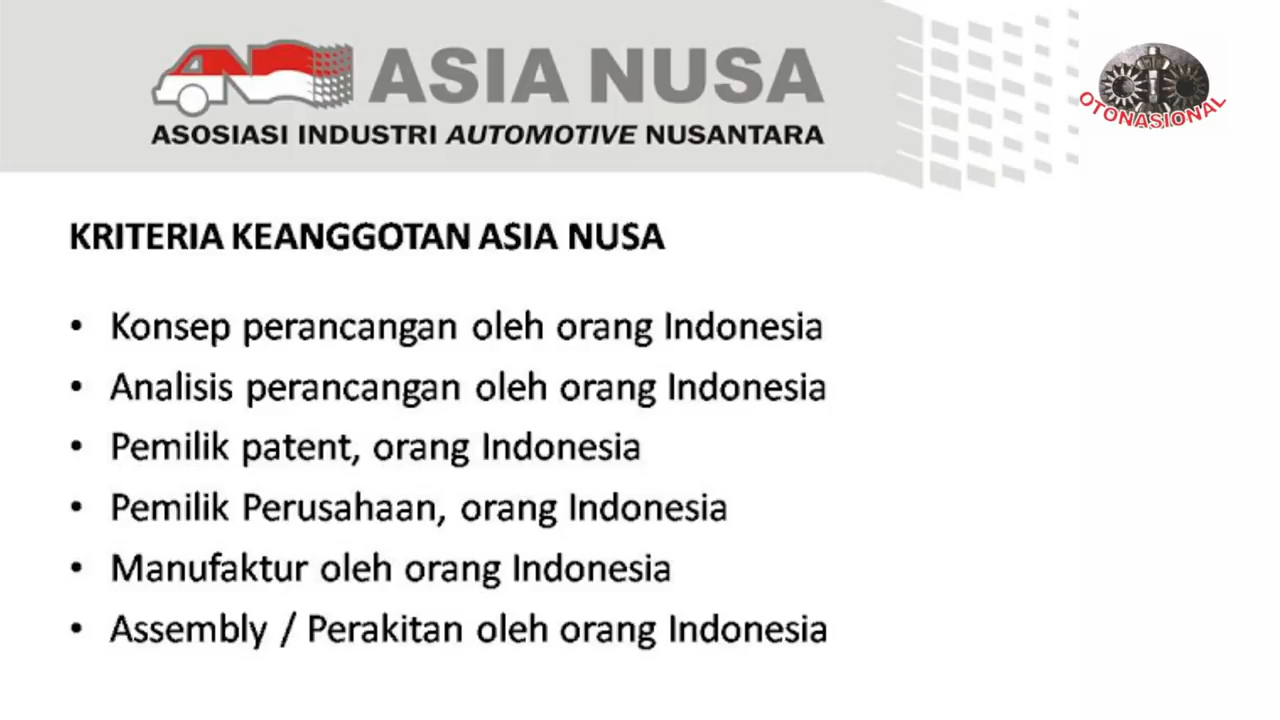 ASIA NUSA
ASOSIASI INDUSTRI AUTOMOTIVE NUSANTARA
OTONASIONAL
KRITERIA KEANGGOTAN ASIA NUSA
• Konsep perancangan oleh orang Indonesia
• Analisis perancangan oleh orang Indonesia
• Pemilik patent, orang Indonesia
• Pemilik Perusahaan, orang Indonesia
• Manufaktur oleh orang Indonesia
• Assembly / Perakitan oleh orang Indonesia